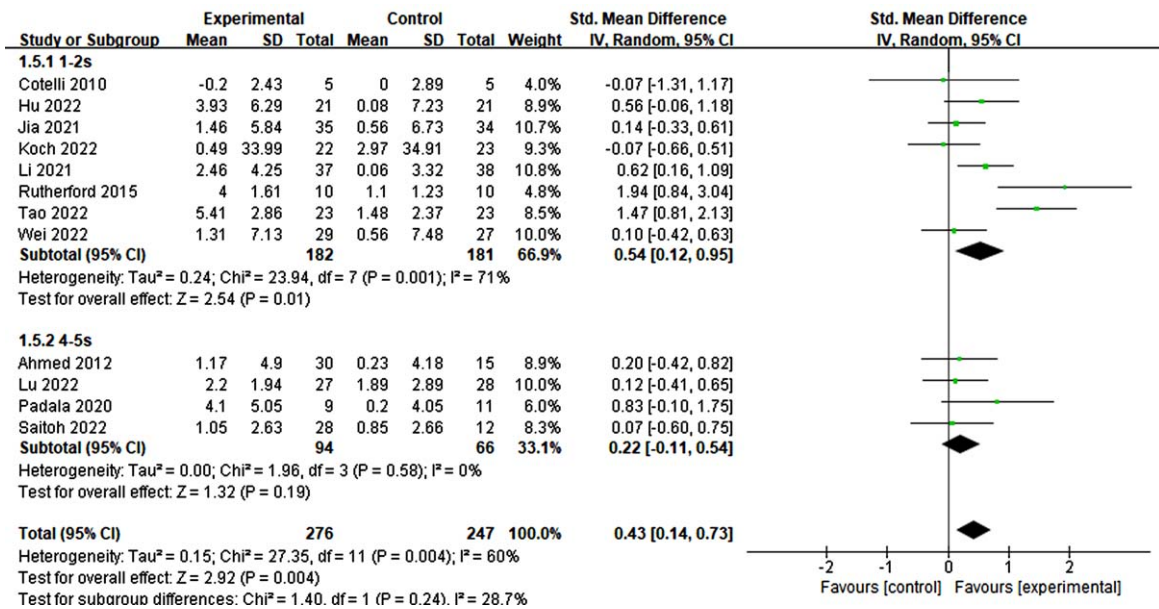 Experimental Control Std. Mean Difference Std. Mean Difference
Study or Subgroup Mean SD Total Mean SD Total Weight IV, Random, 95% CI IV, Random, 95% CI
1.5.1 1-2s
Cotelli 2010 -0.2 2.43 5 0 2.89 5 4.0% -0.07 [-1.31, 1.17]
Hu 2022 3.93 6.29 21 0.08 7.23 21 8.9% 0.56 [-0.06, 1.18]
Jia 2021 1.46 5.84 35 0.56 6.73 34 10.7% 0.14 [-0.33, 0.61]
Koch 2022 0.49 33.99 22 2.97 34.91 23 9.3% -0.07 [-0.66, 0.51]
Li 2021 2.46 4.25 37 0.06 3.32 38 10.8% 0.62 [0.16, 1.09]
Rutherford 2015 4 1.61 10 1.1 1.23 10 4.8% 1.94 [0.84, 3.04]
Tao 2022 5.41 2.86 23 1.48 2.37 23 8.5% 1.47 [0.81, 2.13]
Wei 2022 1.31 7.13 29 0.56 7.48 27 10.0% 0.10 [-0.42, 0.63]
Subtotal (95% CI) 182 181 66.9% 0.54 [0.12, 0.95]
Heterogeneity: Tau² = 0.24; Chi² = 23.94, df = 7 (P = 0.001); I² = 71%
Test for overall effect: Z = 2.54 (P = 0.01)
1.5.2 4-5s
Ahmed 2012 1.17 4.9 30 0.23 4.18 15 8.9% 0.20 [-0.42, 0.82]
Lu 2022 2.2 1.94 27 1.89 2.89 28 10.0% 0.12 [-0.41, 0.65]
Padala 2020 4.1 5.05 9 0.2 4.05 11 6.0% 0.83 [-0.10, 1.75]
Saitoh 2022 1.05 2.63 28 0.85 2.66 12 8.3% 0.07 [-0.60, 0.75]
Subtotal (95% CI) 94 66 33.1% 0.22 [-0.11, 0.54]
Heterogeneity: Tau² = 0.00; Chi² = 1.96, df = 3 (P = 0.58); I² = 0%
Test for overall effect: Z = 1.32 (P = 0.19)
Total (95% CI) 276 247 100.0% 0.43 [0.14, 0.73]
Heterogeneity: Tau² = 0.15; Chi² = 27.35, df = 11 (P = 0.004); I² = 60%
Test for overall effect: Z = 2.92 (P = 0.004)
Test for subgroup differences: Chi² = 1.40, df = 1 (P = 0.24), I² = 28.7%
-2 -1 0 1 2
Favours [control] Favours [experimental]